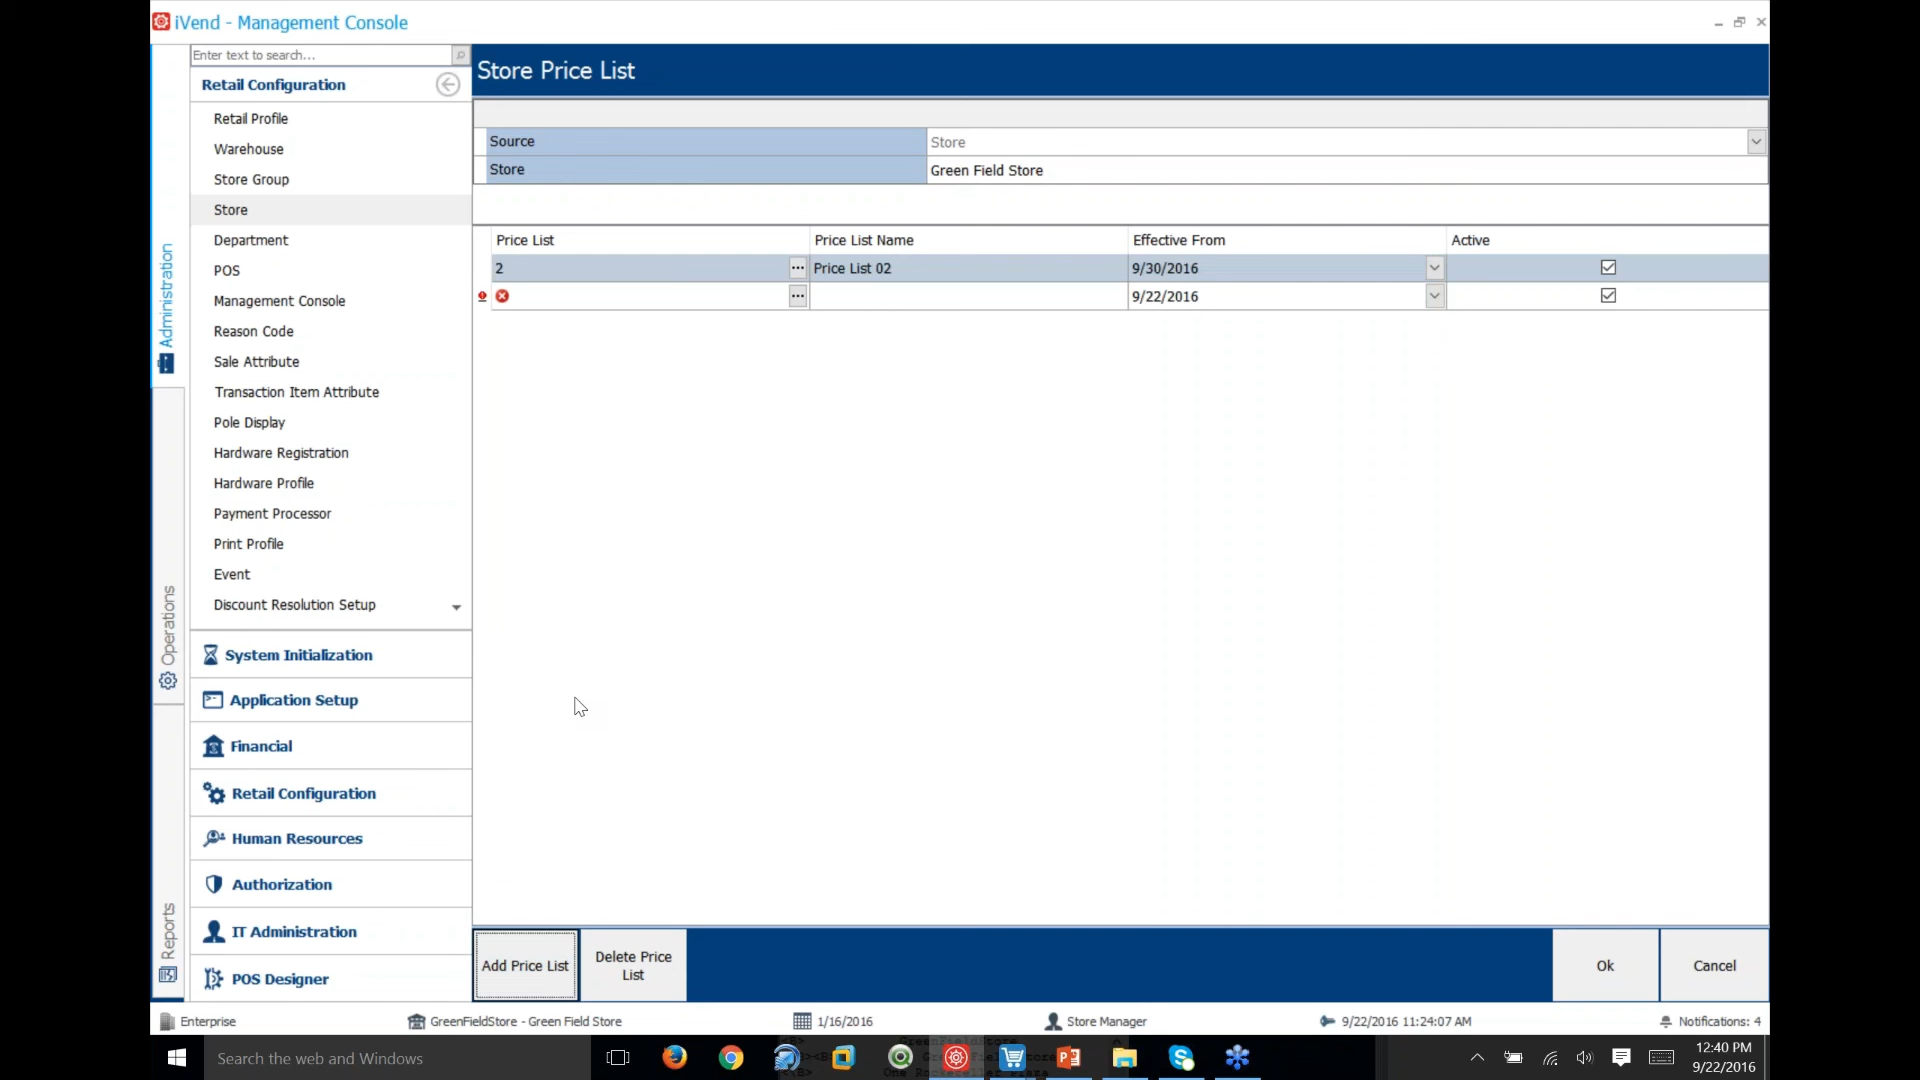 iVend - Management Console
Enter text to search...
Retail Configuration
Retail Profile
Warehouse
Store Group
Store
Department
POS
Management Console
Reason Code
Sale Attribute
Transaction Item Attribute
Pole Display
Hardware Registration
Hardware Profile
Payment Processor
Print Profile
Event
Discount Resolution Setup
System Initialization
Application Setup
Financial
Retail Configuration
Human Resources
Authorization
IT Administration
POS Designer
Administration
Operations
Reports
Store Price List
Source Store
Store Green Field Store
Price List Price List Name Effective From Active
2 ... Price List 02 9/30/2016
... 9/22/2016
Add Price List
Delete Price
List
Ok
Cancel
Enterprise GreenFieldStore - Green Field Store 1/16/2016 Store Manager 9/22/2016 11:24:07 AM Notifications: 4
Search the web and Windows
12:40 PM
9/22/2016